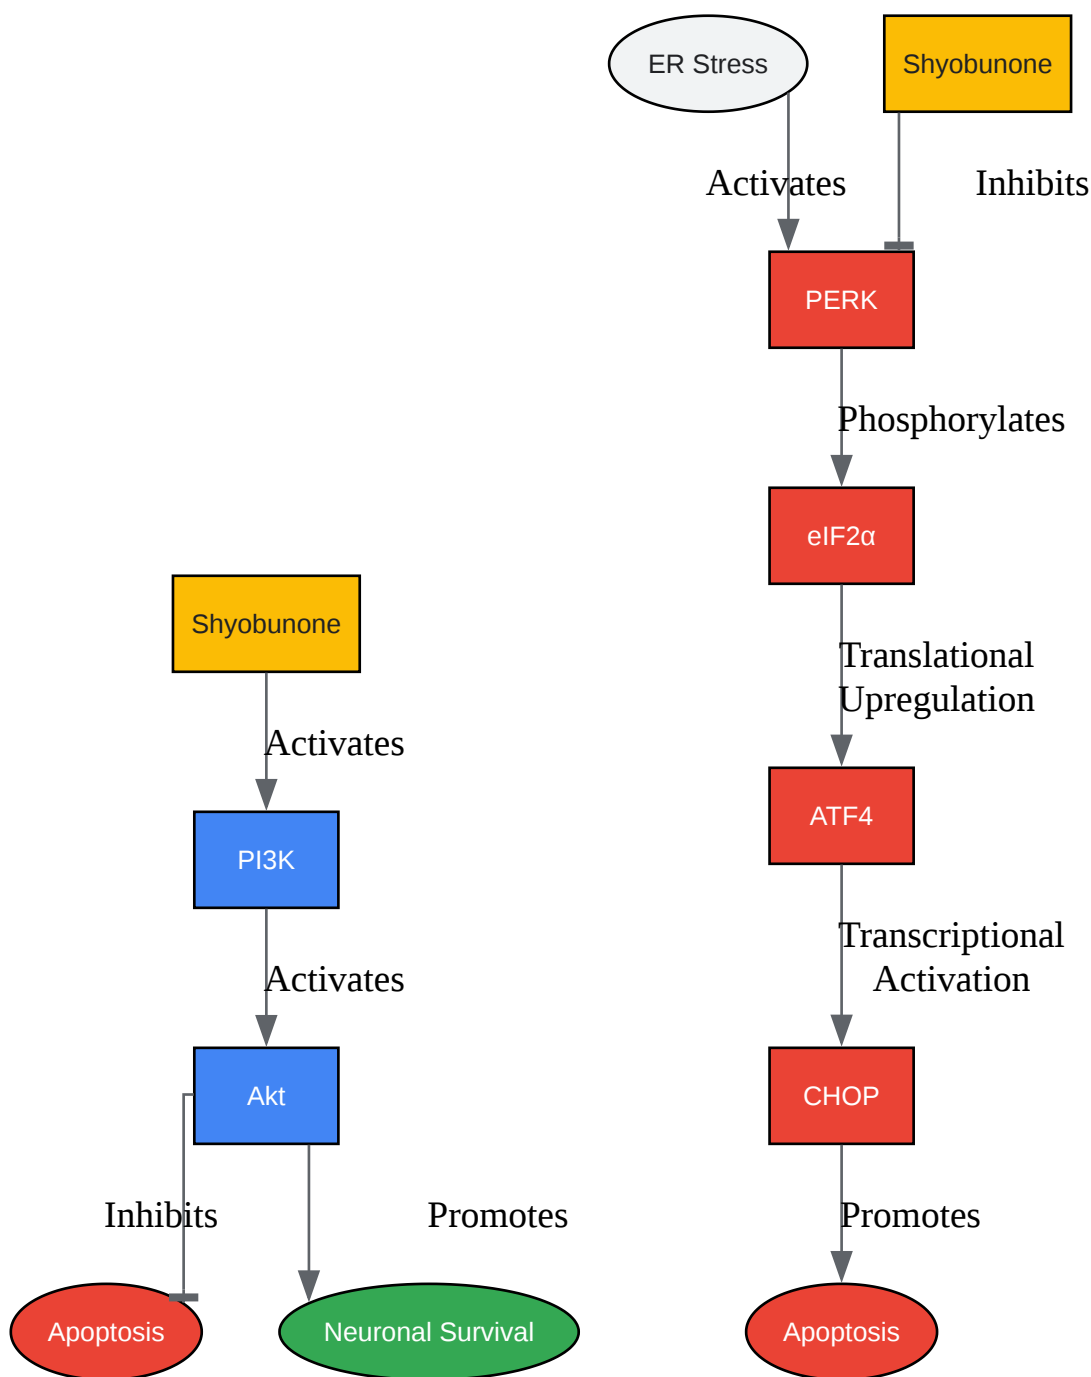 ER Stress
Shyobunone
Activates
Inhibits
PERK
Phosphorylates
eIF2α
Translational
Upregulation
ATF4
Transcriptional
Activation
CHOP
Promotes
Apoptosis
Shyobunone
Activates
PI3K
Activates
Akt
Inhibits
Promotes
Apoptosis
Neuronal Survival